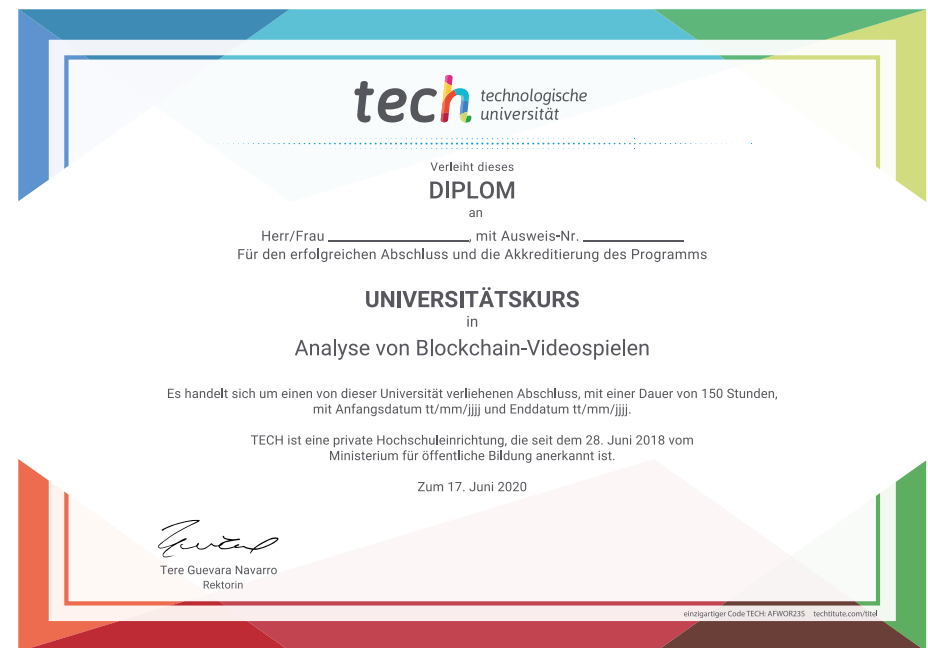 tech technologische
universität
Verleiht dieses
DIPLOM
an
Herr/Frau ____________________, mit Ausweis-Nr. ______________
Für den erfolgreichen Abschluss und die Akkreditierung des Programms
UNIVERSITÄTSKURS
in
Analyse von Blockchain-Videospielen
Es handelt sich um einen von dieser Universität verliehenen Abschluss, mit einer Dauer von 150 Stunden,
mit Anfangsdatum tt/mm/jjjj und Enddatum tt/mm/jjjj.
TECH ist eine private Hochschuleinrichtung, die seit dem 28. Juni 2018 vom
Ministerium für öffentliche Bildung anerkannt ist.
Zum 17. Juni 2020
Tere Guevara Navarro
Rektorin
einzigartiger Code TECH: AFWOR23S techtitute.com/titel